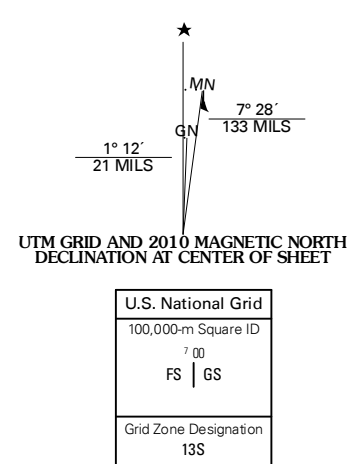 MN
7° 28´
133 MILS
GN
1° 12´
21 MILS
UTM GRID AND 2010 MAGNETIC NORTH
DECLINATION AT CENTER OF SHEET
U.S. National Grid
100,000-m Square ID
7 00
FS GS
Grid Zone Designation
13S